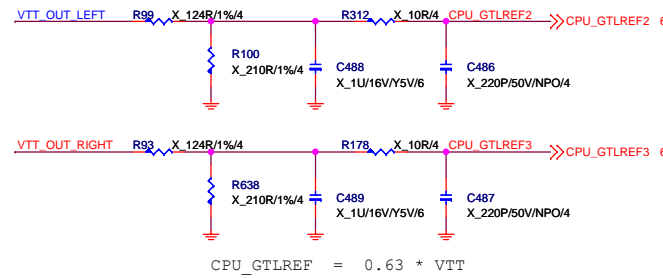 VTT_OUT_LEFT R99 X_124R/1%/4 R312 X_10R/4 CPU_GTLREF2 CPU_GTLREF2 6
R100
X_210R/1%/4
C488
X_1U/16V/Y5V/6
C486
X_220P/50V/NPO/4
VTT_OUT_RIGHT R93 X_124R/1%/4 R178 X_10R/4 CPU_GTLREF3 CPU_GTLREF3 6
R638
X_210R/1%/4
C489
X_1U/16V/Y5V/6
C487
X_220P/50V/NPO/4
CPU_GTLREF = 0.63 * VTT